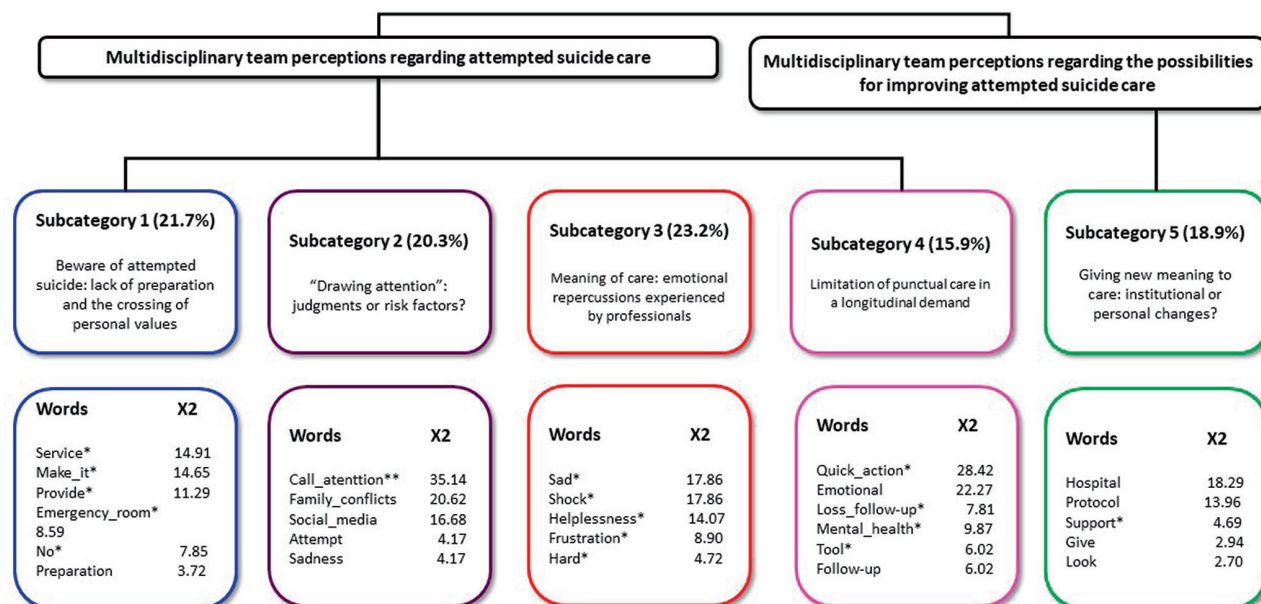 Multidisciplinary team perceptions regarding attempted suicide care
Multidisciplinary team perceptions regarding the possibilities
for improving attempted suicide care
Subcategory 1 (21.7%)
Beware of attempted
suicide: lack of preparation
and the crossing of
personal values
Subcategory 2 (20.3%)
“Drawing attention”:
judgments or risk factors?
Subcategory 3 (23.2%)
Meaning of care: emotional
repercussions experienced
by professionals
Subcategory 4 (15.9%)
Limitation of punctual care in
a longitudinal demand
Subcategory 5 (18.9%)
Giving new meaning to
care: institutional or
personal changes?
Words X2
Service* 14.91
Make_it* 14.65
Provide* 11.29
Emergency_room*
8.59
No* 7.85
Preparation 3.72
Words X2
Call_atenttion** 35.14
Family_conflicts 20.62
Social_media 16.68
Attempt 4.17
Sadness 4.17
Words X2
Sad* 17.86
Shock* 17.86
Helplessness* 14.07
Frustration* 8.90
Hard* 4.72
Words X2
Quick_action* 28.42
Emotional 22.27
Loss_follow-up* 7.81
Mental_health* 9.87
Tool* 6.02
Follow-up 6.02
Words X2
Hospital 18.29
Protocol 13.96
Support* 4.69
Give 2.94
Look 2.70